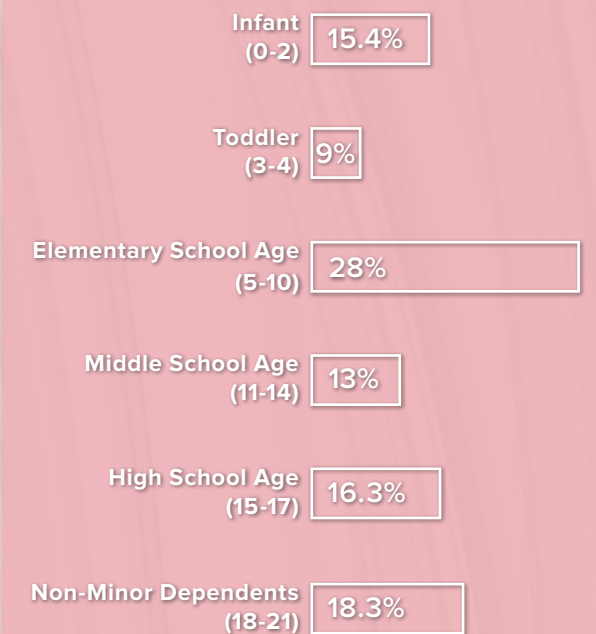 Infant
(0-2)
15.4%
Toddler
(3-4)
9%
Elementary School Age
(5-10)
28%
Middle School Age
(11-14)
13%
High School Age
(15-17)
16.3%
Non-Minor Dependents
(18-21)
18.3%